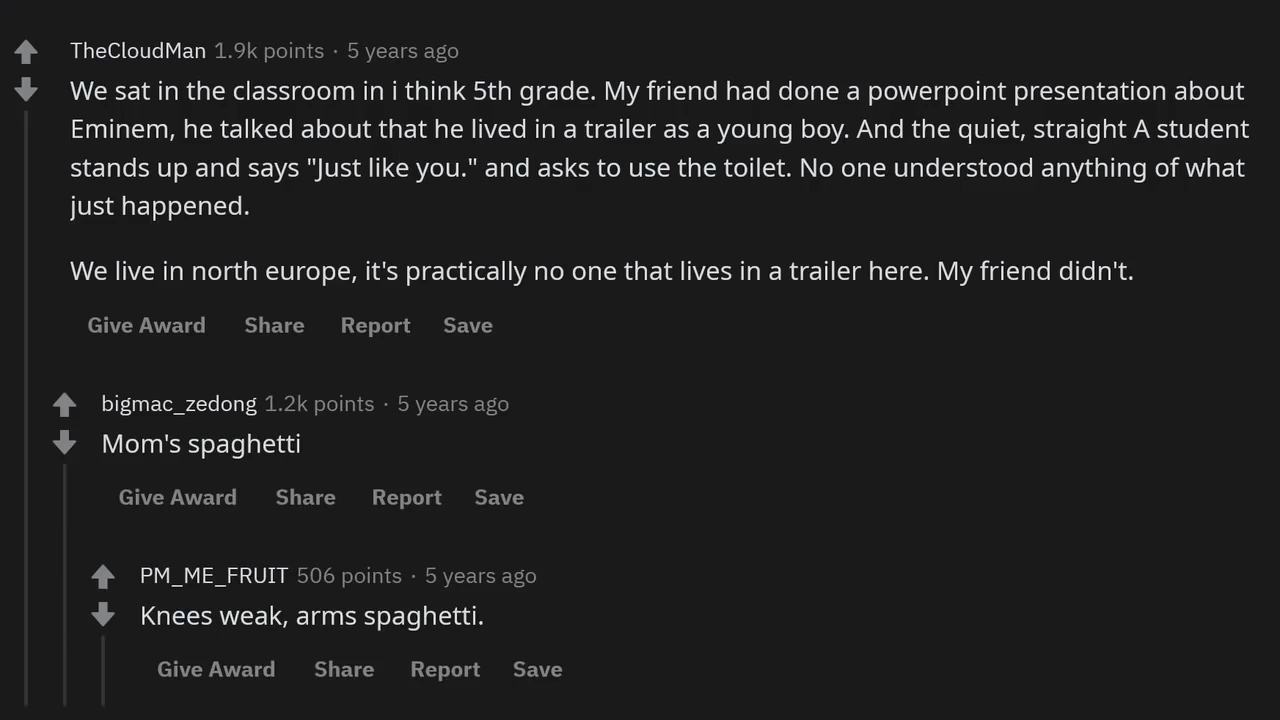 TheCloudMan 1.9k points · 5 years ago
We sat in the classroom in i think 5th grade. My friend had done a powerpoint presentation about
Eminem, he talked about that he lived in a trailer as a young boy. And the quiet, straight A student
stands up and says "Just like you." and asks to use the toilet. No one understood anything of what
just happened.
We live in north europe, it's practically no one that lives in a trailer here. My friend didn't.
Give Award Share Report Save
bigmac_zedong 1.2k points · 5 years ago
Mom's spaghetti
Give Award Share Report Save
PM_ME_FRUIT 506 points · 5 years ago
Knees weak, arms spaghetti.
Give Award Share Report Save